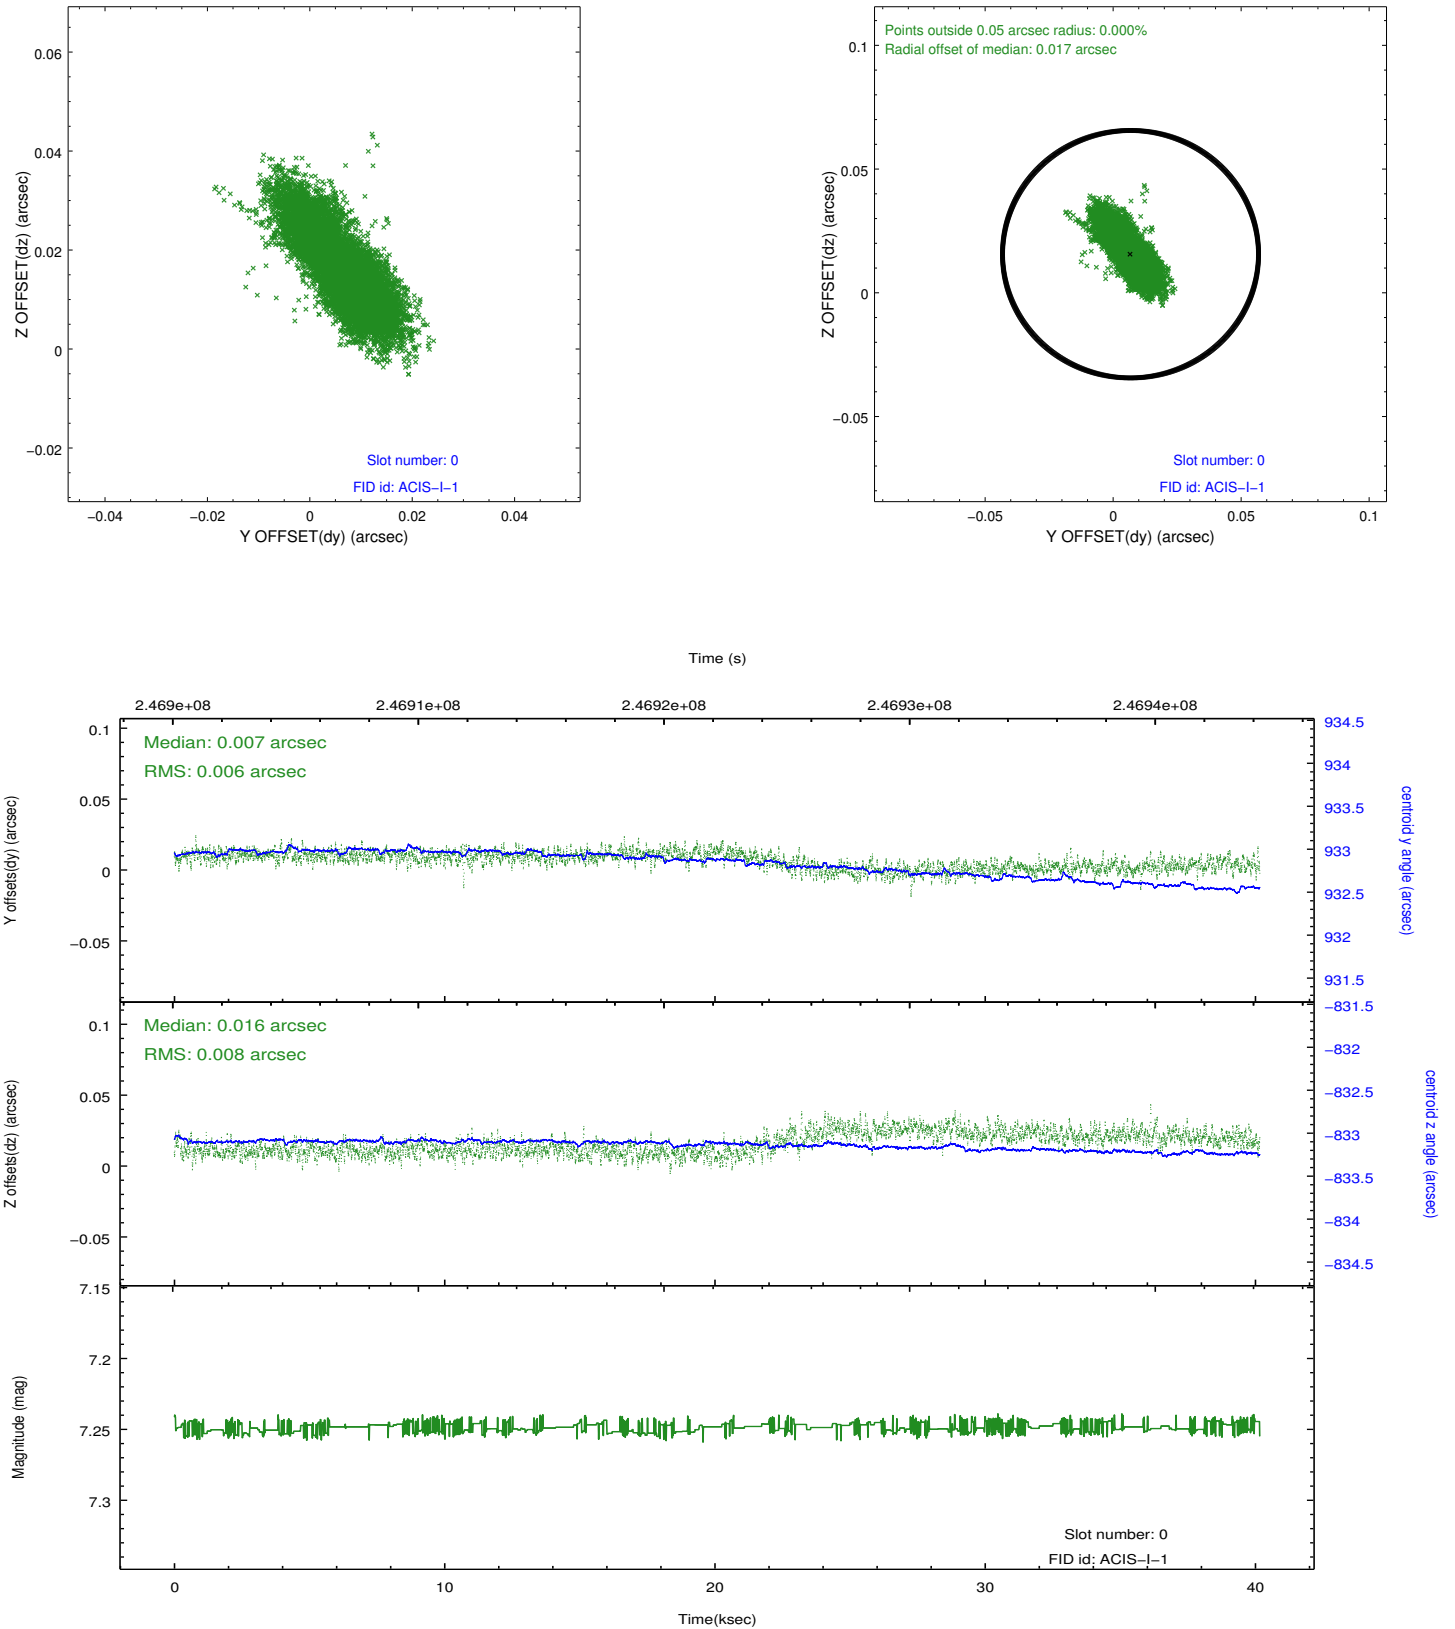 0.06
0.04
0.02
0
−0.02
Z OFFSET(dz) (arcsec)
Slot number: 0
FID id: ACIS−I−1
−0.04 −0.02 0 0.02 0.04
Y OFFSET(dy) (arcsec)
Points outside 0.05 arcsec radius: 0.000%
Radial offset of median: 0.017 arcsec
0.1
0.05
0
−0.05
Z OFFSET(dz) (arcsec)
Slot number: 0
FID id: ACIS−I−1
−0.05 0 0.05 0.1
Y OFFSET(dy) (arcsec)
Time (s)
2.469e+08 2.4691e+08 2.4692e+08 2.4693e+08 2.4694e+08
Median: 0.007 arcsec
RMS: 0.006 arcsec
0.1
0.05
0
−0.05
Y offsets(dy) (arcsec)
934.5
934
933.5
933
932.5
932
931.5
centroid y angle (arcsec)
Median: 0.016 arcsec
RMS: 0.008 arcsec
0.1
0.05
0
−0.05
Z offsets(dz) (arcsec)
−831.5
−832
−832.5
−833
−833.5
−834
−834.5
centroid z angle (arcsec)
7.15
7.2
7.25
7.3
Magnitude (mag)
Slot number: 0
FID id: ACIS−I−1
0 10 20 30 40
Time(ksec)